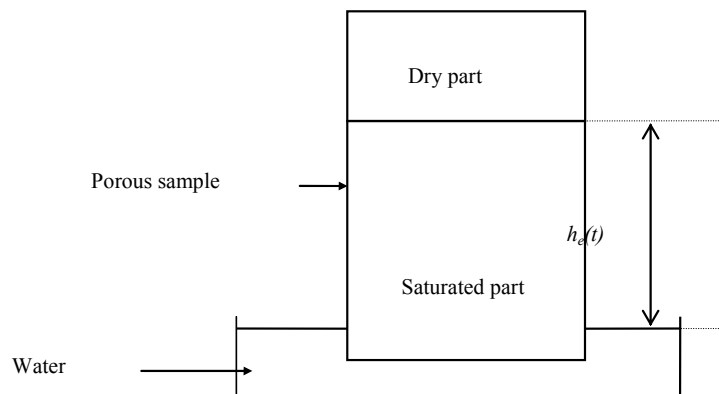 Dry part
Porous sample
hₑ(t)
Saturated part
Water